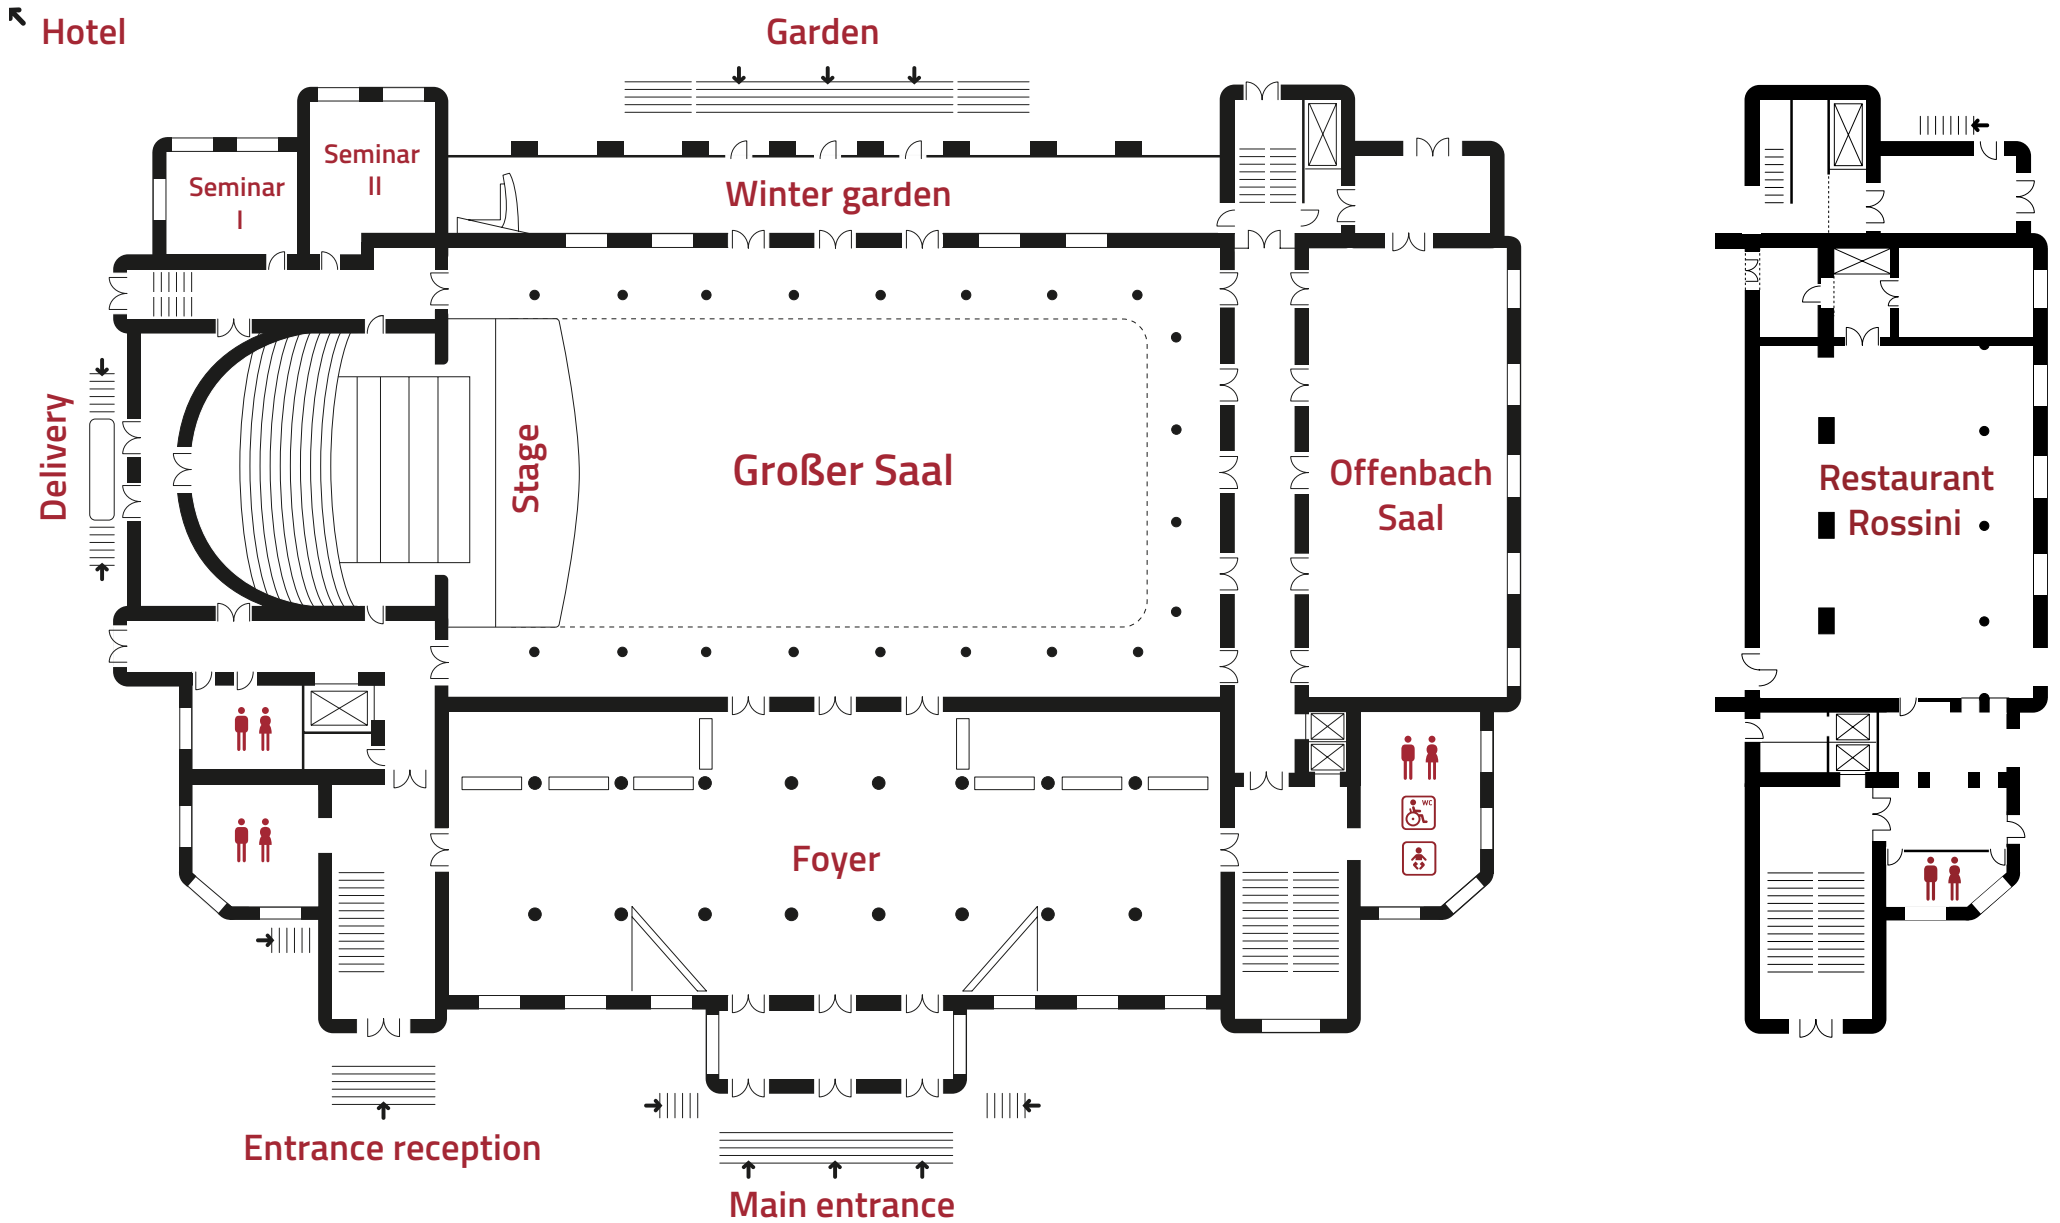 Hotel
Garden
Seminar
I
Seminar
II
Winter garden
Delivery
Stage
Großer Saal
Offenbach
Saal
Restaurant
Rossini
WC
Foyer
Entrance reception
Main entrance